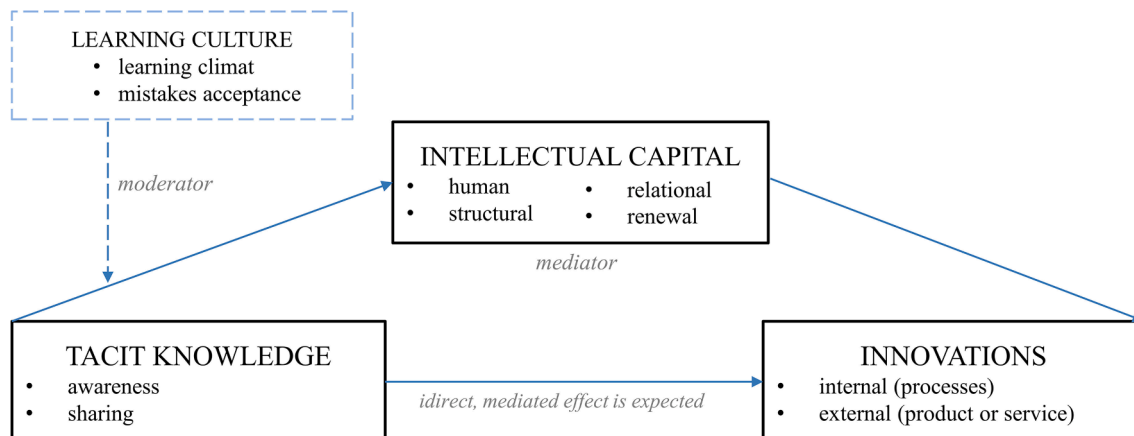 LEARNING CULTURE
• learning climat
• mistakes acceptance
moderator
INTELLECTUAL CAPITAL
• human • relational
• structural • renewal
mediator
TACIT KNOWLEDGE
• awareness
• sharing
idirect, mediated effect is expected
INNOVATIONS
• internal (processes)
• external (product or service)